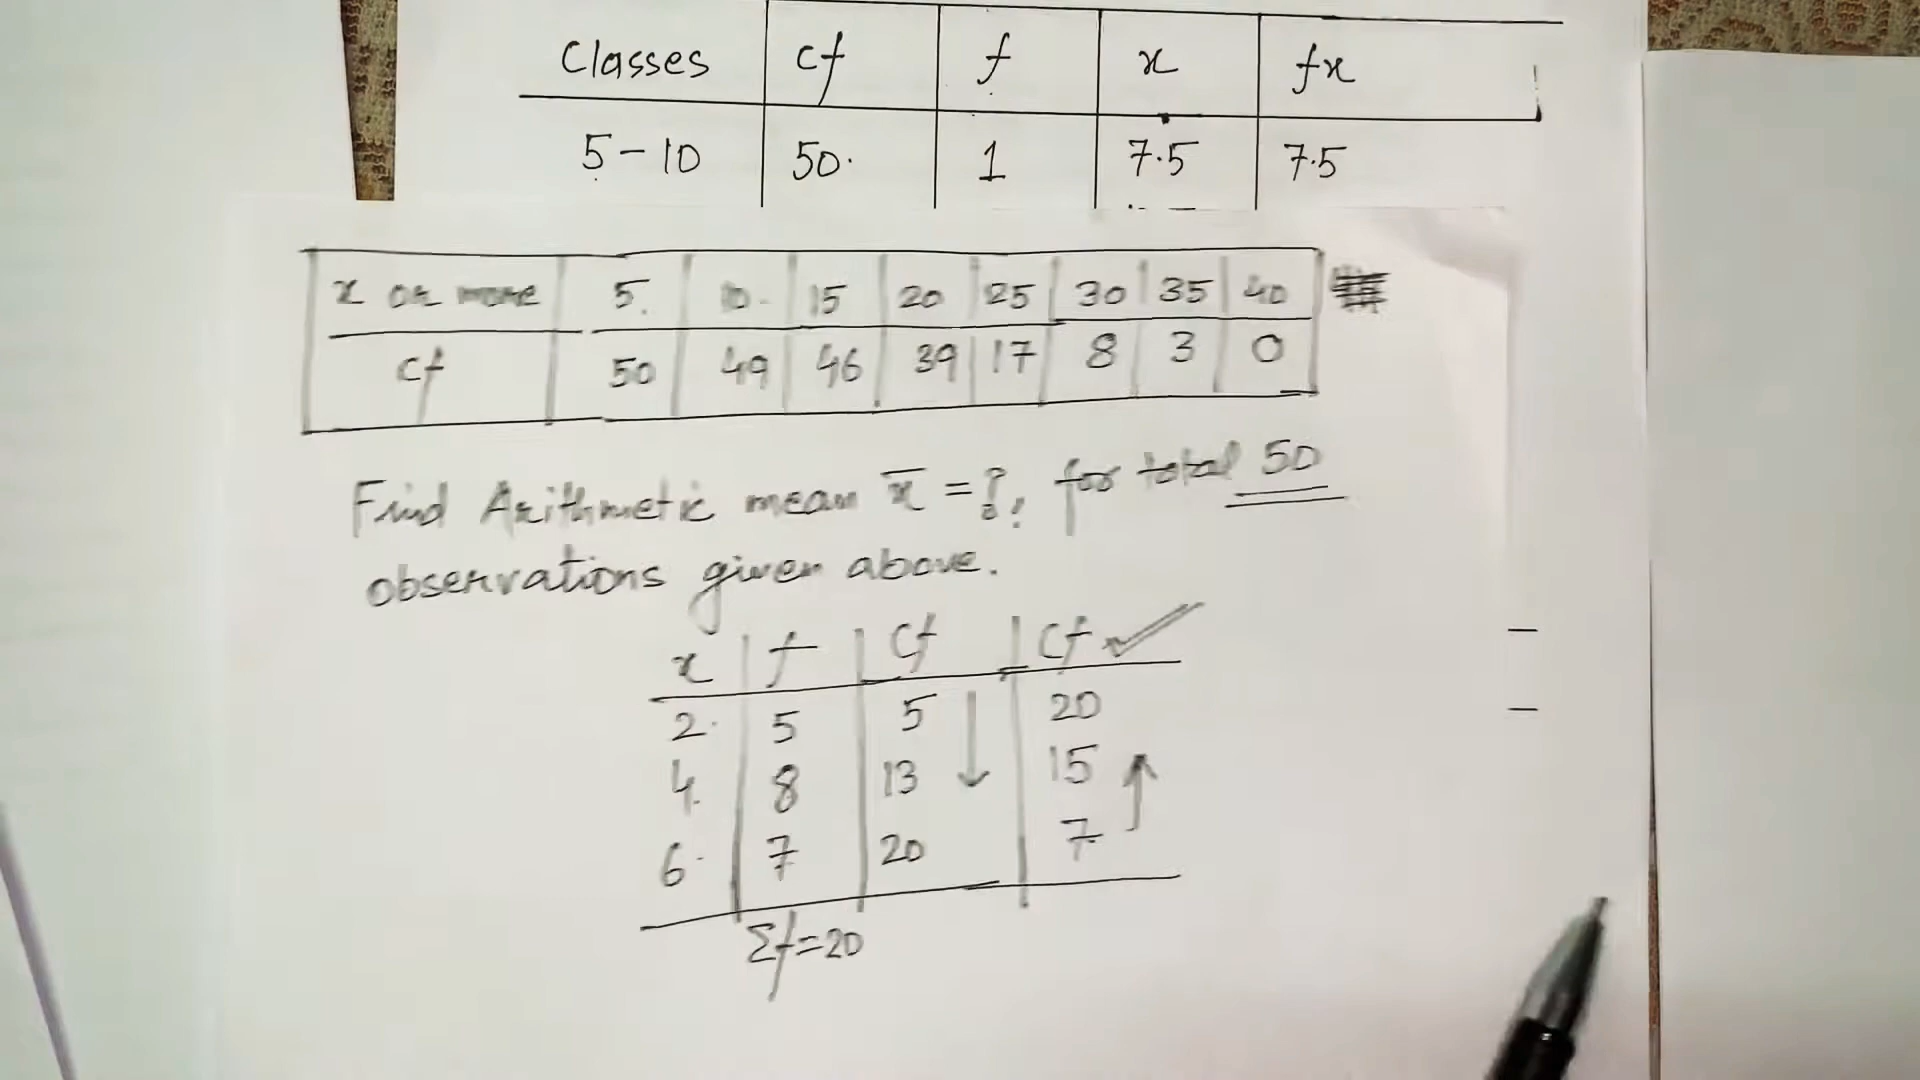 Classes cf f x fx
5-10 50. 1 7.5 7.5
x or more 5. 10. 15 20 25 30 35 40
cf 50 49 46 39 17 8 3 0
Find Arithmetic mean x̄ = ?, for total 50
observations given above.
x f Cf Cf ✓
2. 5 5 20
4. 8 13 ↓ 15 ↑
6. 7 20 7
Σf=20